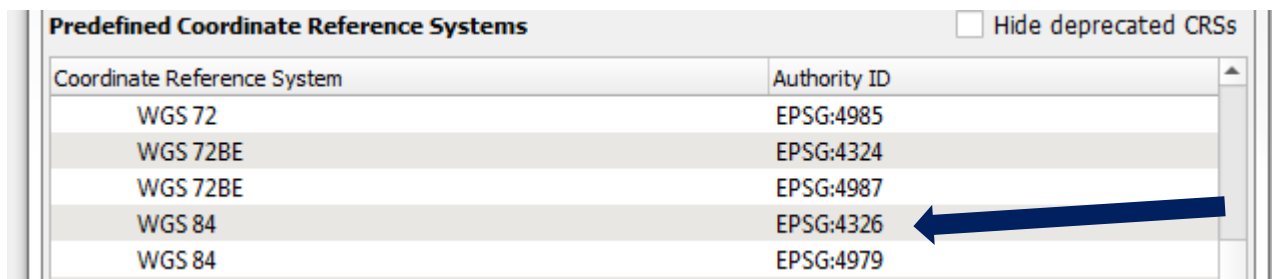 Predefined Coordinate Reference Systems Hide deprecated CRSs
Coordinate Reference System Authority ID
WGS 72 EPSG:4985
WGS 72BE EPSG:4324
WGS 72BE EPSG:4987
WGS 84 EPSG:4326
WGS 84 EPSG:4979